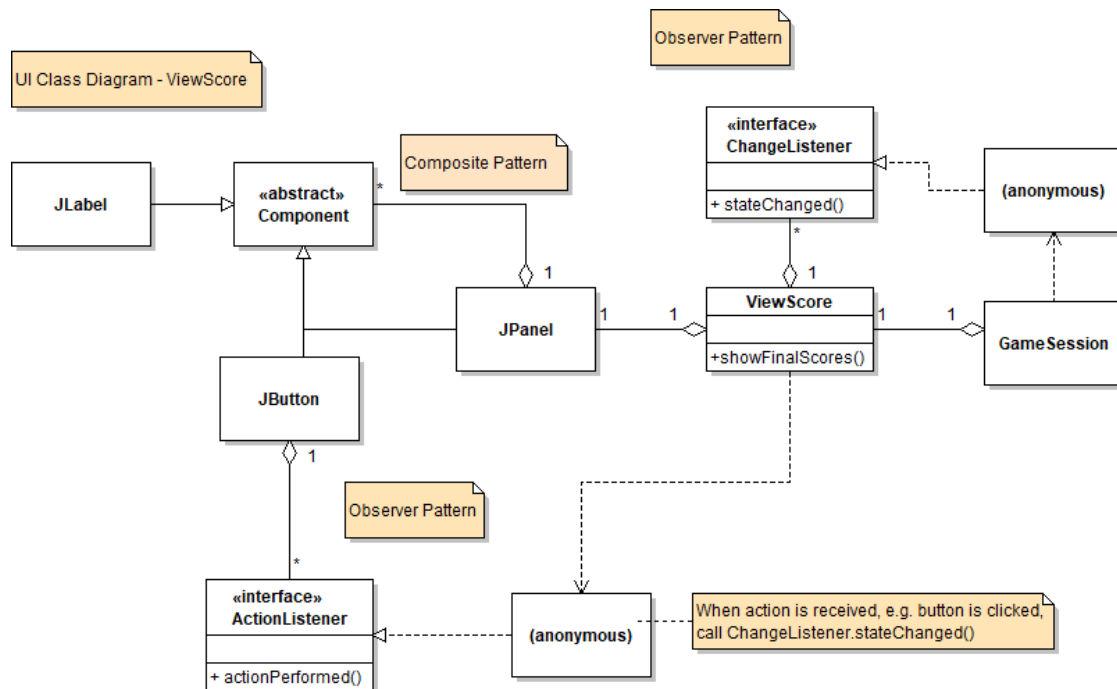 Observer Pattern
UI Class Diagram - ViewScore
«interface»
ChangeListener
+ stateChanged()
Composite Pattern
(anonymous)
JLabel
«abstract»
Component
*
*
1
1
JPanel
1
1
ViewScore
+showFinalScores()
1
1
GameSession
JButton
1
Observer Pattern
*
«interface»
ActionListener
+ actionPerformed()
(anonymous)
When action is received, e.g. button is clicked,
call ChangeListener.stateChanged()